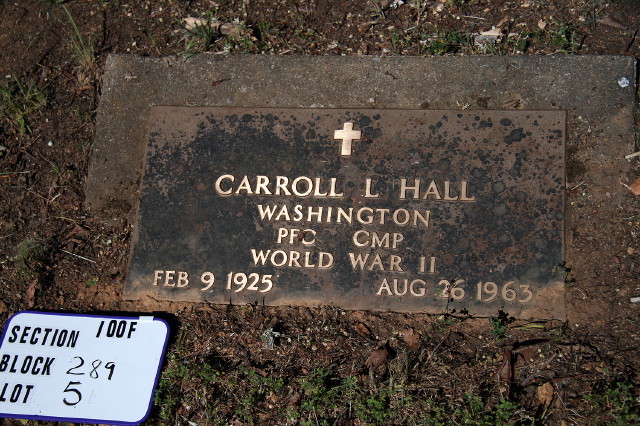 CARROLL L HALL
WASHINGTON
PFC CMP
WORLD WAR II
FEB 9 1925 AUG 26 1963
SECTION 100F
BLOCK 289
LOT 5